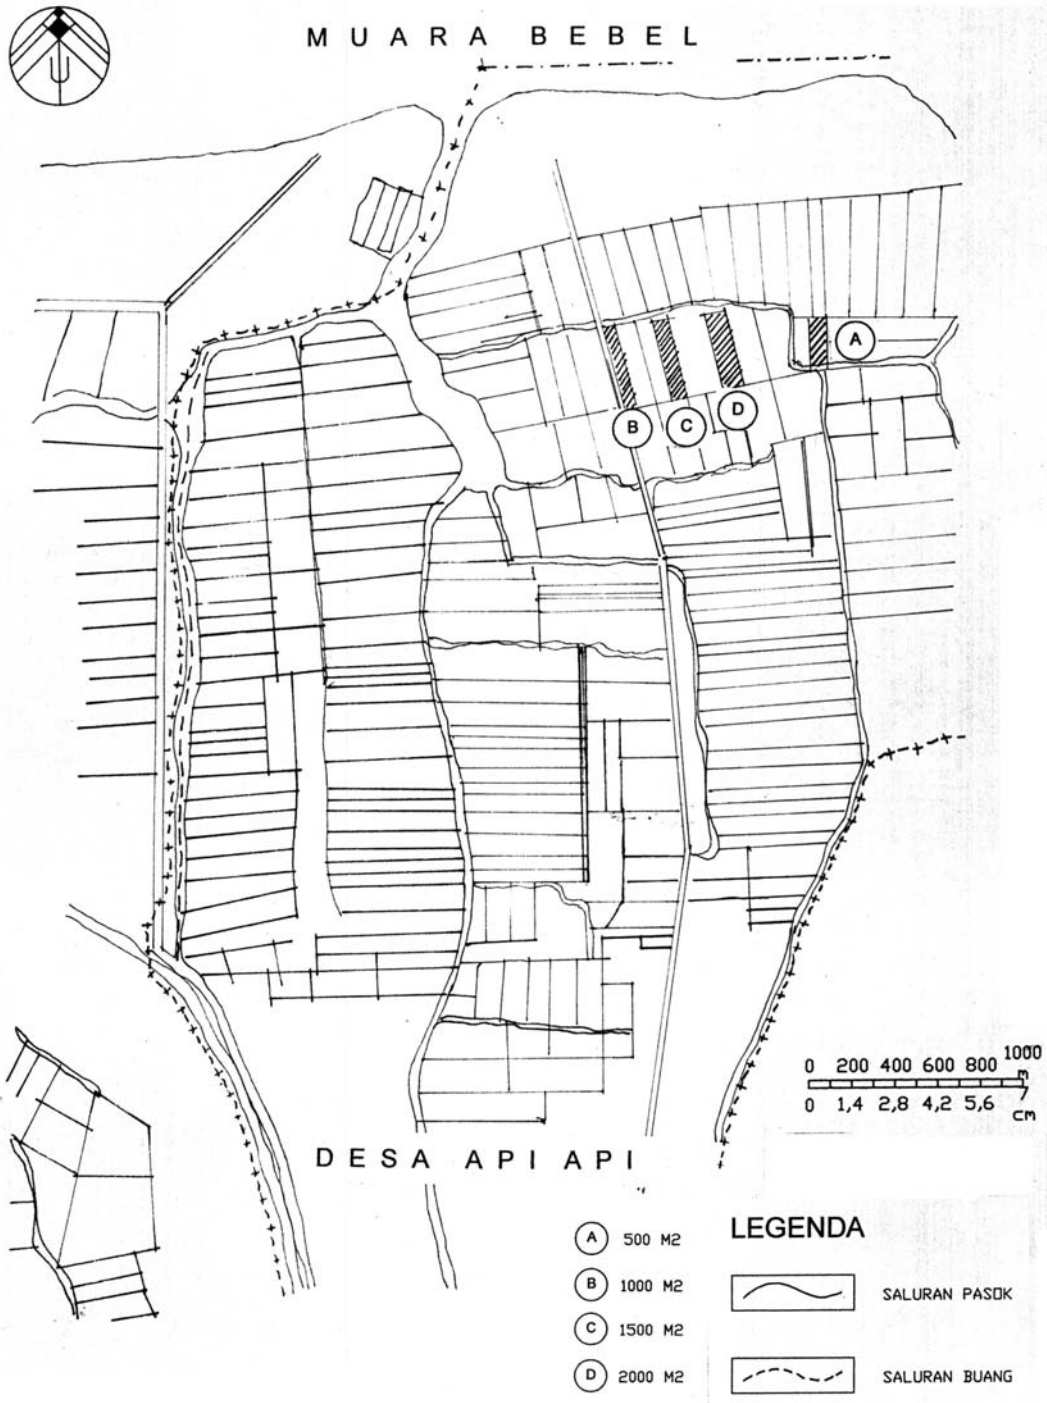 MUARA BEBEL
A
B
C
D
0 200 400 600 800 1000
m
0 1,4 2,8 4,2 5,6 7
cm
DESA API API
A 500 M2
B 1000 M2
C 1500 M2
D 2000 M2
LEGENDA
SALURAN PASOK
SALURAN BUANG